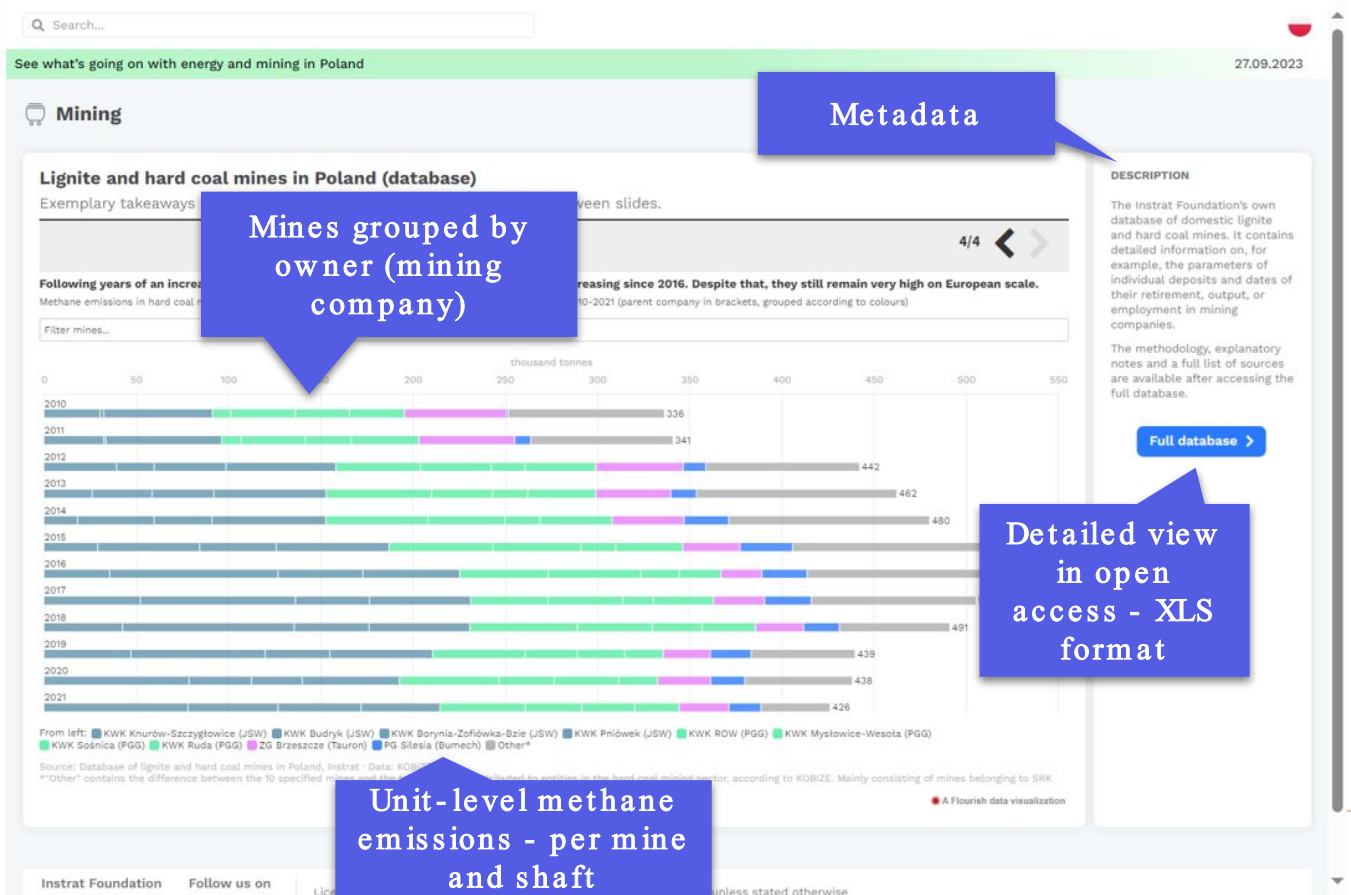 Search...
See what's going on with energy and mining in Poland
27.09.2023
Mining
Metadata
Lignite and hard coal mines in Poland (database)
Exemplary takeaways
slides.
Mines grouped by
owner (mining
company)
4/4
Following years of an
since 2016. Despite that, they still remain very high on European scale.
Methane emissions in hard coal
(parent company in brackets, grouped according to colours)
Filter mines...
thousand tonnes
0 50 100 200 250 300 350 400 450 500 550
2010
336
2011
341
2012
442
2013
462
2014
480
2015
2016
2017
2018
491
2019
439
2020
438
2021
426
From left: KWK Knurów-Szczygłowice (JSW) KWK Budryk (JSW) KWK Borynia-Zofiówka-Bzie (JSW) KWK Pniówek (JSW) KWK ROW (PGG) KWK Mysłowice-Wesoła (PGG)
KWK Sośnica (PGG) KWK Ruda (PGG) ZG Brzeszcze (Tauron) PG Silesia (Bumech) Other*
Source: Database of lignite and hard coal mines in Poland, Instrat · Data:
*"Other" contains the difference between the 10 specified mines and the
to entities in the hard coal mining sector, according to KOBiZE. Mainly consisting of mines belonging to SRK
A Flourish data visualization
DESCRIPTION
The Instrat Foundation's own
database of domestic lignite
and hard coal mines. It contains
detailed information on, for
example, the parameters of
individual deposits and dates of
their retirement, output, or
employment in mining
companies.
The methodology, explanatory
notes and a full list of sources
are available after accessing the
full database.
Full database
Detailed view
in open
access - XLS
format
Unit-level methane
emissions - per mine
and shaft
Instrat Foundation
Follow us on
unless stated otherwise